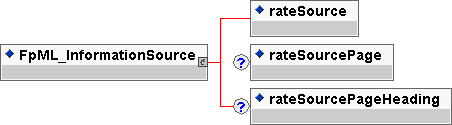 rateSource
FpML_InformationSource
? rateSourcePage
? rateSourcePageHeading